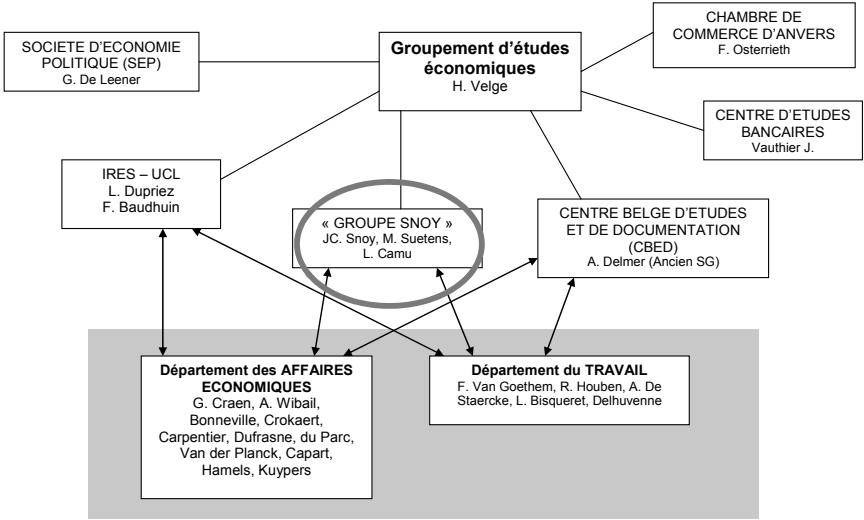 SOCIETE D'ECONOMIE
POLITIQUE (SEP)
G. De Leener
Groupement d'études
économiques
H. Velge
CHAMBRE DE
COMMERCE D'ANVERS
F. Osterrieth
CENTRE D'ETUDES
BANCAIRES
Vauthier J.
IRES – UCL
L. Dupriez
F. Baudhuin
« GROUPE SNOY »
JC. Snoy, M. Suetens,
L. Camu
CENTRE BELGE D'ETUDES
ET DE DOCUMENTATION
(CBED)
A. Delmer (Ancien SG)
Département des AFFAIRES
ECONOMIQUES
G. Craen, A. Wibail,
Bonneville, Crokaert,
Carpentier, Dufrasne, du Parc,
Van der Planck, Capart,
Hamels, Kuypers
Département du TRAVAIL
F. Van Goethem, R. Houben, A. De
Staercke, L. Bisqueret, Delhuvenne